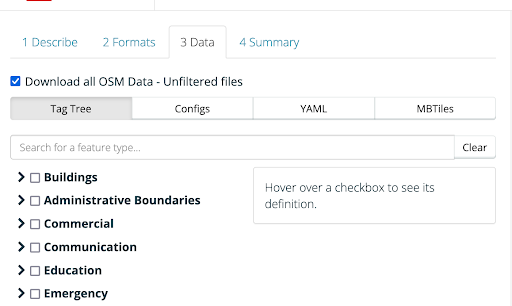 1 Describe 2 Formats 3 Data 4 Summary
Download all OSM Data - Unfiltered files
Tag Tree Configs YAML MBTiles
Search for a feature type... Clear
Buildings
Administrative Boundaries
Commercial
Communication
Education
Emergency
Hover over a checkbox to see its
definition.